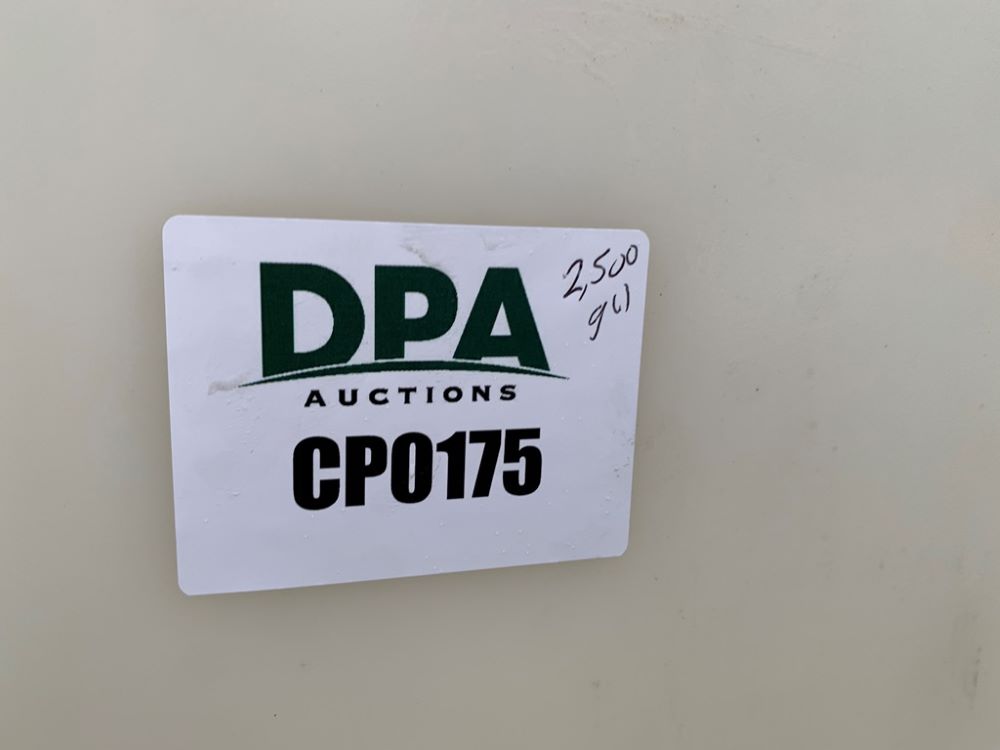 DPA
AUCTIONS
CP0175
2,500
gal